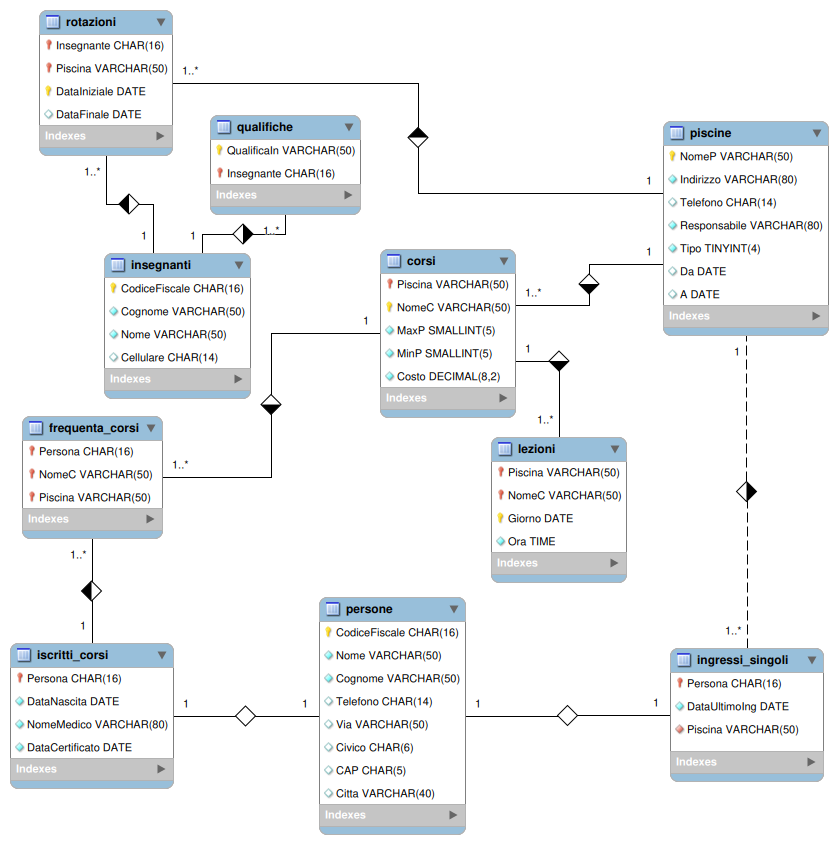 rotazioni
Insegnante CHAR(16)
Piscina VARCHAR(50)
DataIniziale DATE
DataFinale DATE
Indexes
1..*
1..*
qualifiche
QualificaIn VARCHAR(50)
Insegnante CHAR(16)
Indexes
1..*
1
1
piscine
NomeP VARCHAR(50)
Indirizzo VARCHAR(80)
Telefono CHAR(14)
Responsabile VARCHAR(80)
Tipo TINYINT(4)
Da DATE
A DATE
Indexes
1
1
1
insegnanti
CodiceFiscale CHAR(16)
Cognome VARCHAR(50)
Nome VARCHAR(50)
Cellulare CHAR(14)
Indexes
corsi
Piscina VARCHAR(50)
NomeC VARCHAR(50)
MaxP SMALLINT(5)
MinP SMALLINT(5)
Costo DECIMAL(8,2)
Indexes
1..*
1
1
1..*
frequenta_corsi
Persona CHAR(16)
NomeC VARCHAR(50)
Piscina VARCHAR(50)
Indexes
1..*
1..*
1
lezioni
Piscina VARCHAR(50)
NomeC VARCHAR(50)
Giorno DATE
Ora TIME
Indexes
iscritti_corsi
Persona CHAR(16)
DataNascita DATE
NomeMedico VARCHAR(80)
DataCertificato DATE
Indexes
1
1
persone
CodiceFiscale CHAR(16)
Nome VARCHAR(50)
Cognome VARCHAR(50)
Telefono CHAR(14)
Via VARCHAR(50)
Civico CHAR(6)
CAP CHAR(5)
Citta VARCHAR(40)
Indexes
1
1
1..*
ingressi_singoli
Persona CHAR(16)
DataUltimoIng DATE
Piscina VARCHAR(50)
Indexes